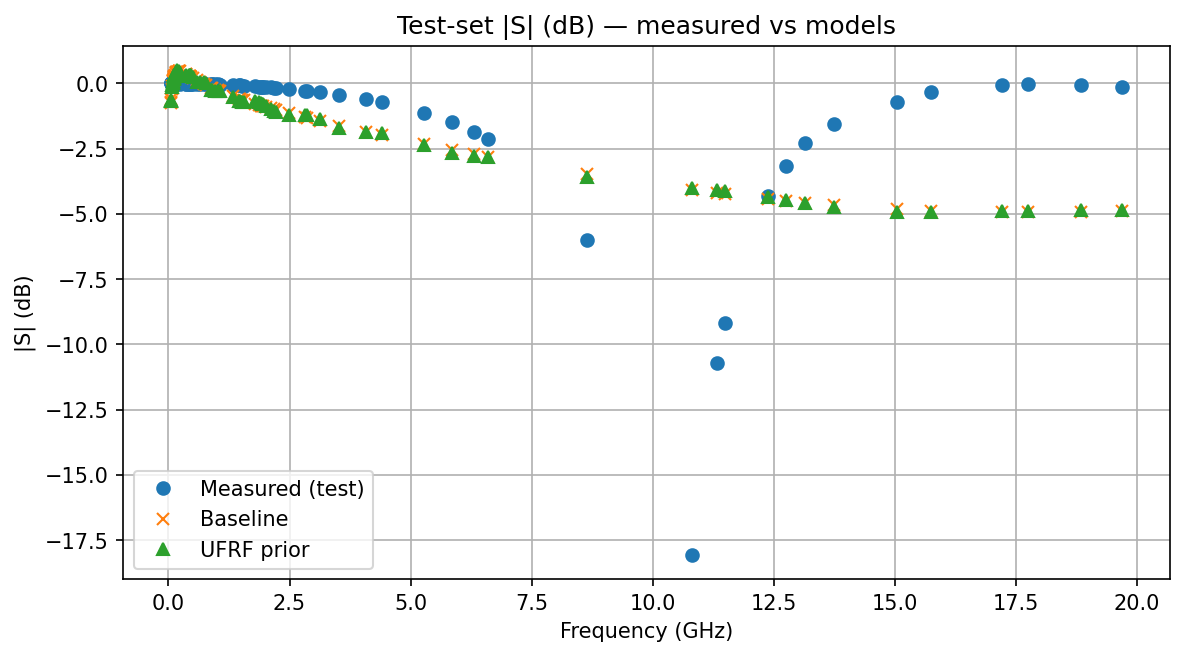 Test-set |S| (dB) — measured vs models
|S| (dB)
0.0
−2.5
−5.0
−7.5
−10.0
−12.5
−15.0
−17.5
Measured (test)
Baseline
UFRF prior
0.0 2.5 5.0 7.5 10.0 12.5 15.0 17.5 20.0
Frequency (GHz)